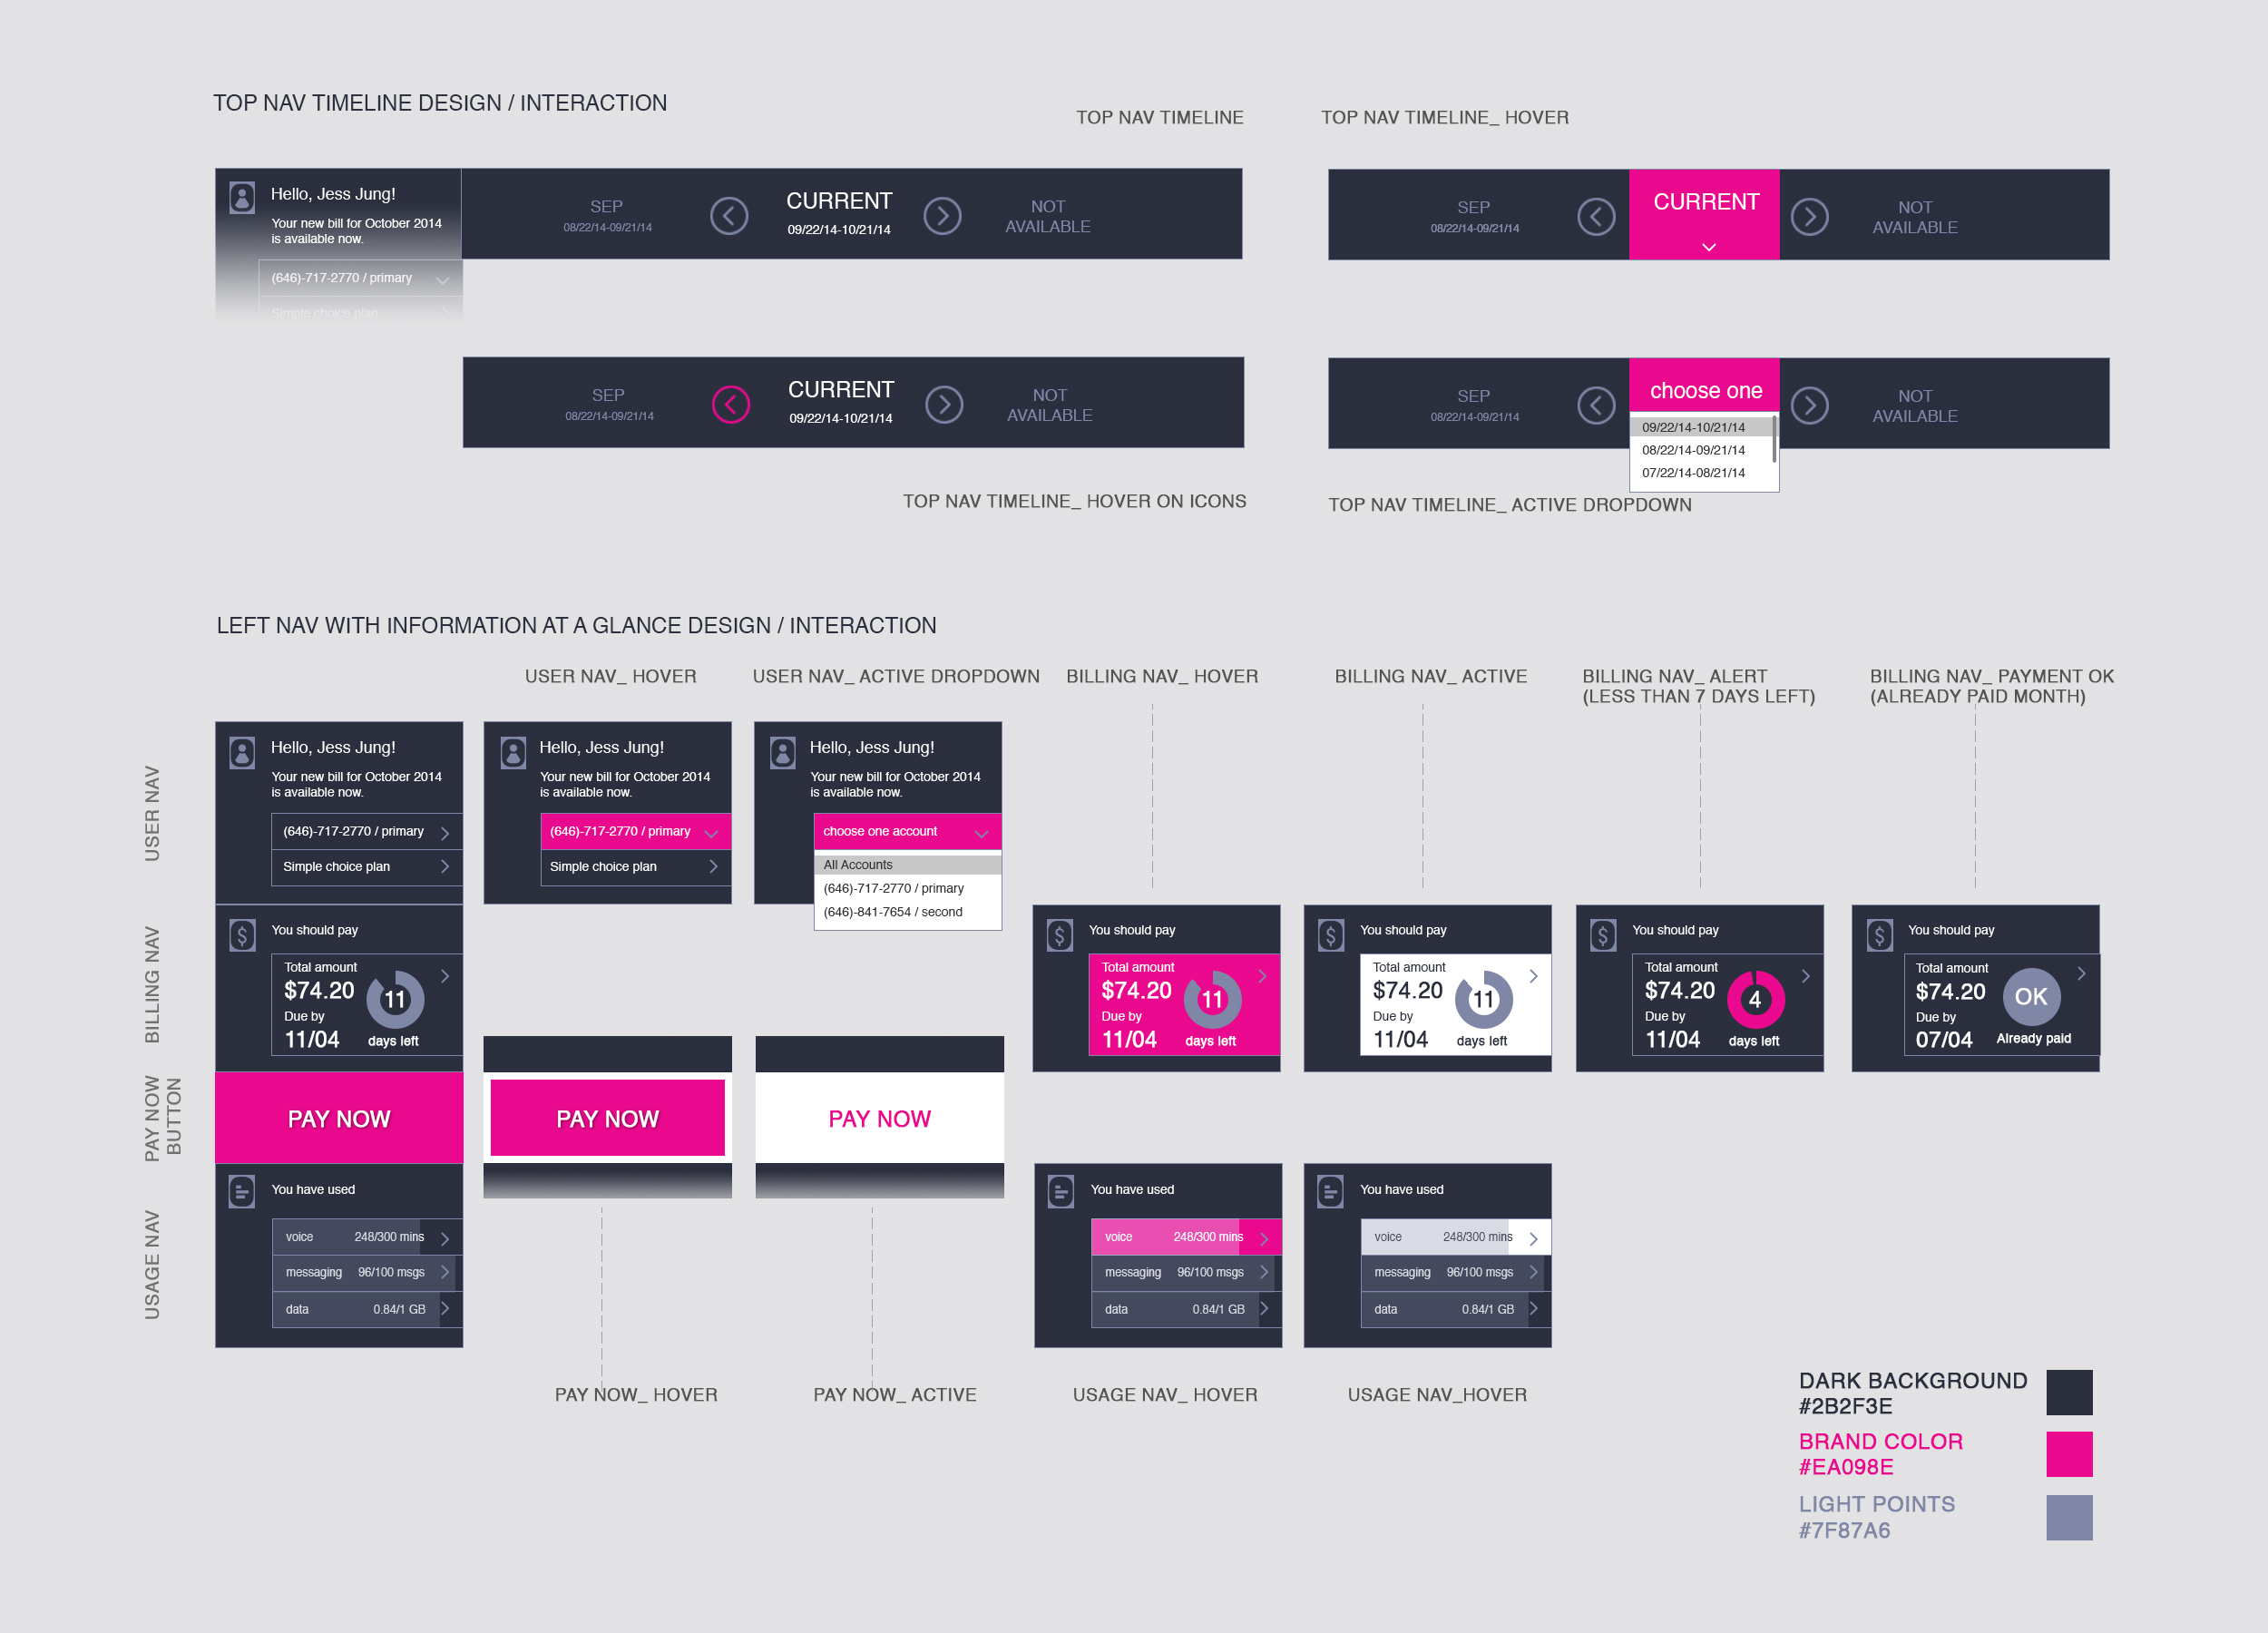 TOP NAV TIMELINE DESIGN / INTERACTION
TOP NAV TIMELINE
TOP NAV TIMELINE_ HOVER
Hello, Jess Jung!
Your new bill for October 2014
is available now.
(646)-717-2770 / primary
Simple choice plan
SEP
08/22/14-09/21/14
CURRENT
09/22/14-10/21/14
NOT
AVAILABLE
SEP
08/22/14-09/21/14
CURRENT
NOT
AVAILABLE
SEP
08/22/14-09/21/14
CURRENT
09/22/14-10/21/14
NOT
AVAILABLE
SEP
08/22/14-09/21/14
choose one
09/22/14-10/21/14
08/22/14-09/21/14
07/22/14-08/21/14
NOT
AVAILABLE
TOP NAV TIMELINE_ HOVER ON ICONS
TOP NAV TIMELINE_ ACTIVE DROPDOWN
LEFT NAV WITH INFORMATION AT A GLANCE DESIGN / INTERACTION
USER NAV_ HOVER
USER NAV_ ACTIVE DROPDOWN
BILLING NAV_ HOVER
BILLING NAV_ ACTIVE
BILLING NAV_ ALERT
(LESS THAN 7 DAYS LEFT)
BILLING NAV_ PAYMENT OK
(ALREADY PAID MONTH)
USER NAV
Hello, Jess Jung!
Your new bill for October 2014
is available now.
(646)-717-2770 / primary
Simple choice plan
Hello, Jess Jung!
Your new bill for October 2014
is available now.
(646)-717-2770 / primary
Simple choice plan
Hello, Jess Jung!
Your new bill for October 2014
is available now.
choose one account
All Accounts
(646)-717-2770 / primary
(646)-841-7654 / second
BILLING NAV
$
You should pay
Total amount
$74.20
Due by
11/04
11
days left
$
You should pay
Total amount
$74.20
Due by
11/04
11
days left
$
You should pay
Total amount
$74.20
Due by
11/04
11
days left
$
You should pay
Total amount
$74.20
Due by
11/04
4
days left
$
You should pay
Total amount
$74.20
Due by
07/04
OK
Already paid
PAY NOW
BUTTON
PAY NOW
PAY NOW
PAY NOW
USAGE NAV
You have used
voice 248/300 mins
messaging 96/100 msgs
data 0.84/1 GB
You have used
voice 248/300 mins
messaging 96/100 msgs
data 0.84/1 GB
You have used
voice 248/300 mins
messaging 96/100 msgs
data 0.84/1 GB
PAY NOW_ HOVER
PAY NOW_ ACTIVE
USAGE NAV_ HOVER
USAGE NAV_HOVER
DARK BACKGROUND
#2B2F3E
BRAND COLOR
#EA098E
LIGHT POINTS
#7F87A6